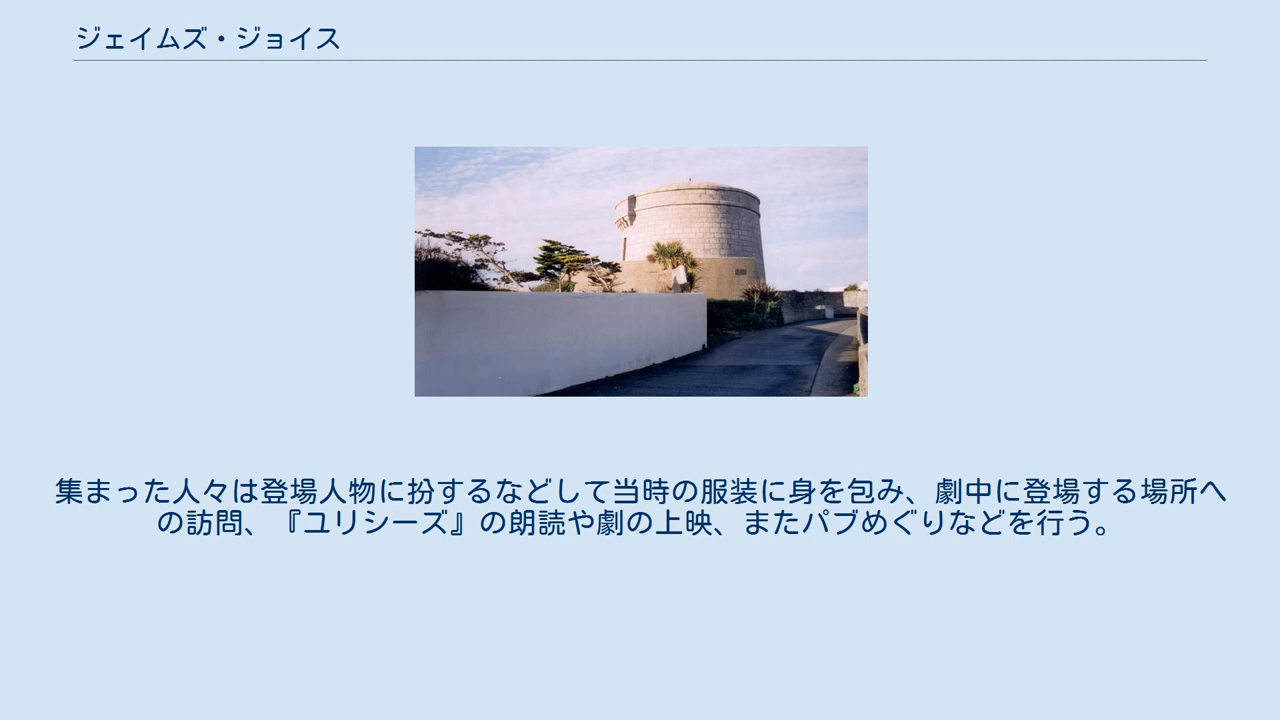 ジェイムズ・ジョイス
集まった人々は登場人物に扮するなどして当時の服装に身を包み、劇中に登場する場所へ
の訪問、『ユリシーズ』の朗読や劇の上映、またパブめぐりなどを行う。